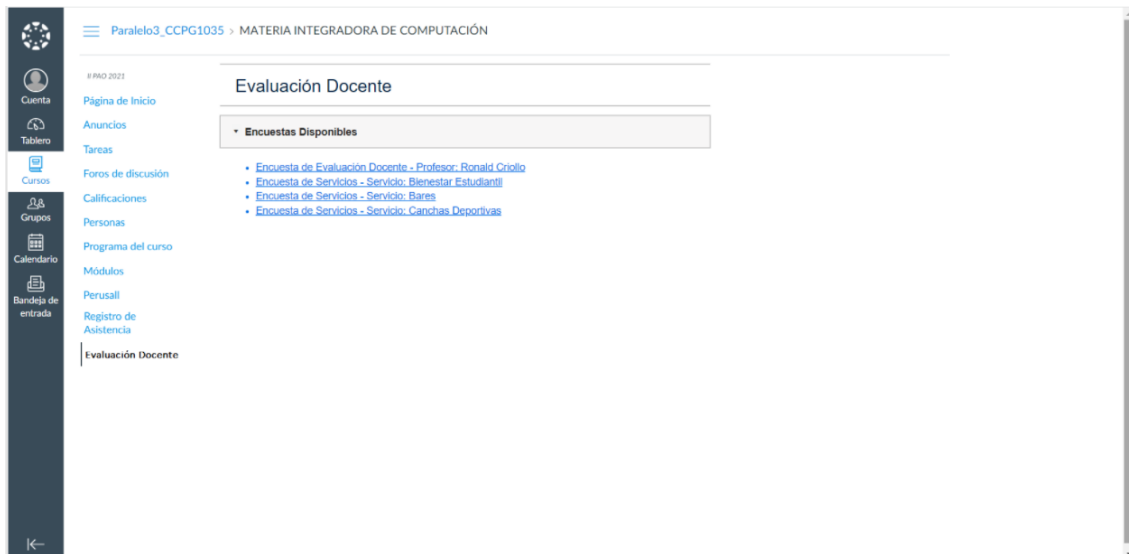 Paralelo3_CCPG1035 > MATERIA INTEGRADORA DE COMPUTACIÓN
Cuenta
Tablero
Cursos
Grupos
Calendario
Bandeja de
entrada
II PAO 2021
Página de Inicio
Anuncios
Tareas
Foros de discusión
Calificaciones
Personas
Programa del curso
Módulos
Perusall
Registro de
Asistencia
Evaluación Docente
Evaluación Docente
Encuestas Disponibles
Encuesta de Evaluación Docente - Profesor: Ronald Criollo
Encuesta de Servicios - Servicio: Bienestar Estudiantil
Encuesta de Servicios - Servicio: Bares
Encuesta de Servicios - Servicio: Canchas Deportivas